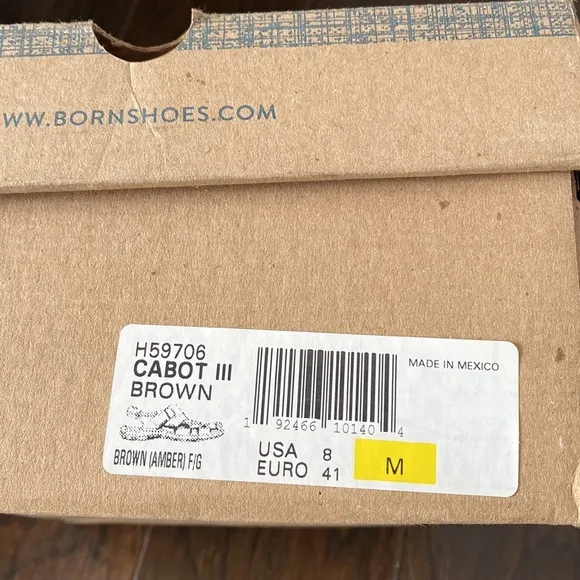 WW.BORNSHOES.COM
H59706
CABOT III
BROWN
BROWN (AMBER) F/G
1 92466 10140 4
USA 8
EURO 41
M
MADE IN MEXICO